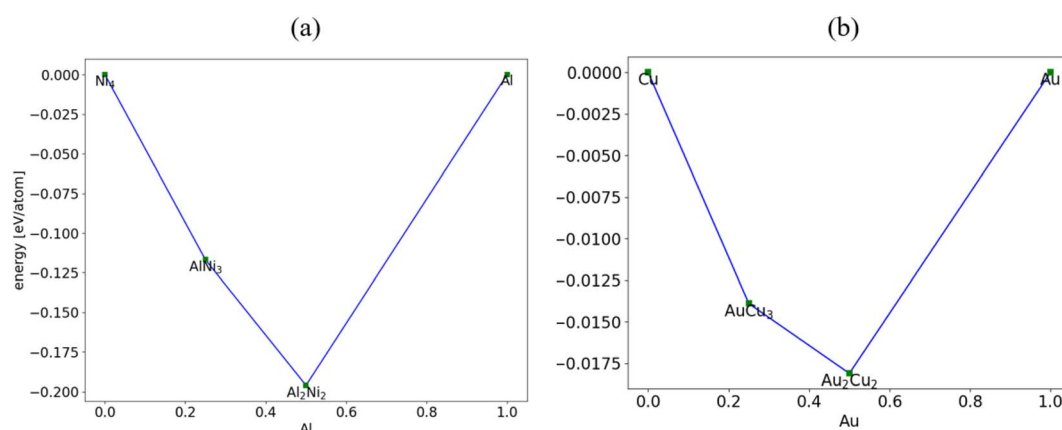 (a)
(b)
energy [eV/atom]
0.000
−0.025
−0.050
−0.075
−0.100
−0.125
−0.150
−0.175
−0.200
Ni₄
AlNi₃
Al₂Ni₂
Al
0.0 0.2 0.4 0.6 0.8 1.0
Al
0.0000
−0.0025
−0.0050
−0.0075
−0.0100
−0.0125
−0.0150
−0.0175
Cu
AuCu₃
Au₂Cu₂
Au
0.0 0.2 0.4 0.6 0.8 1.0
Au